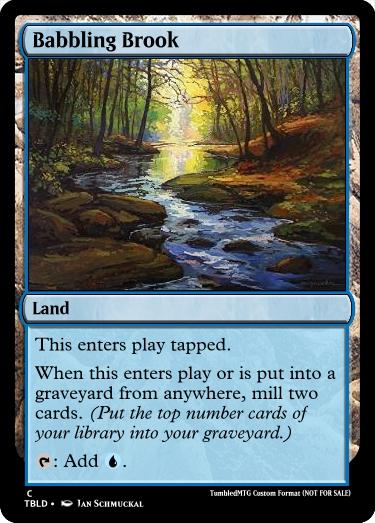 Babbling Brook
Land
This enters play tapped.
When this enters play or is put into a
graveyard from anywhere, mill two
cards. (Put the top number cards of
your library into your graveyard.)
: Add .
C
TBLD • Ian Schmuckal
TumbledMTG Custom Format (NOT FOR SALE)